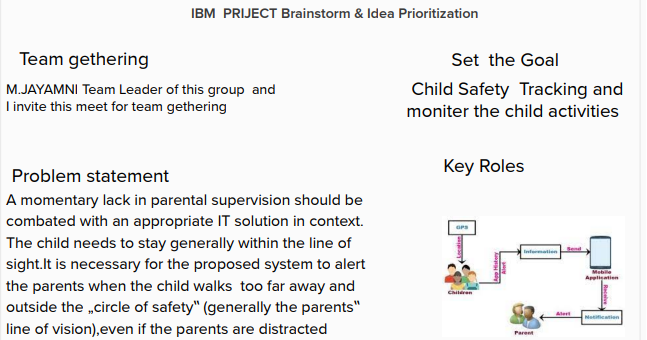 IBM PRIJECT Brainstorm & Idea Prioritization
Team gethering
M.JAYAMNI Team Leader of this group and
I invite this meet for team gethering
Set the Goal
Child Safety Tracking and
moniter the child activities
Problem statement
A momentary lack in parental supervision should be
combated with an appropriate IT solution in context.
The child needs to stay generally within the line of
sight.It is necessary for the proposed system to alert
the parents when the child walks too far away and
outside the „circle of safety‟ (generally the parents‟
line of vision),even if the parents are distracted
Key Roles
GPS
Location
Children
App History
Alert
Information
Send
Mobile
Application
Receive
Notification
Alert
Parent